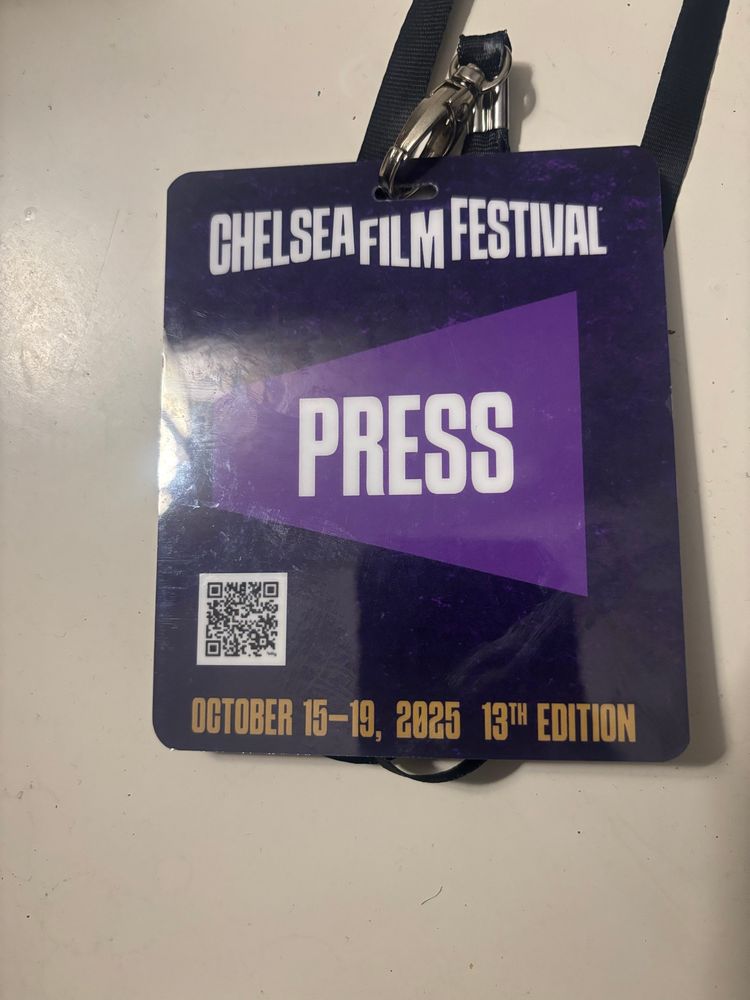 CHELSEA FILM FESTIVAL
PRESS
OCTOBER 15–19, 2025 13TH EDITION